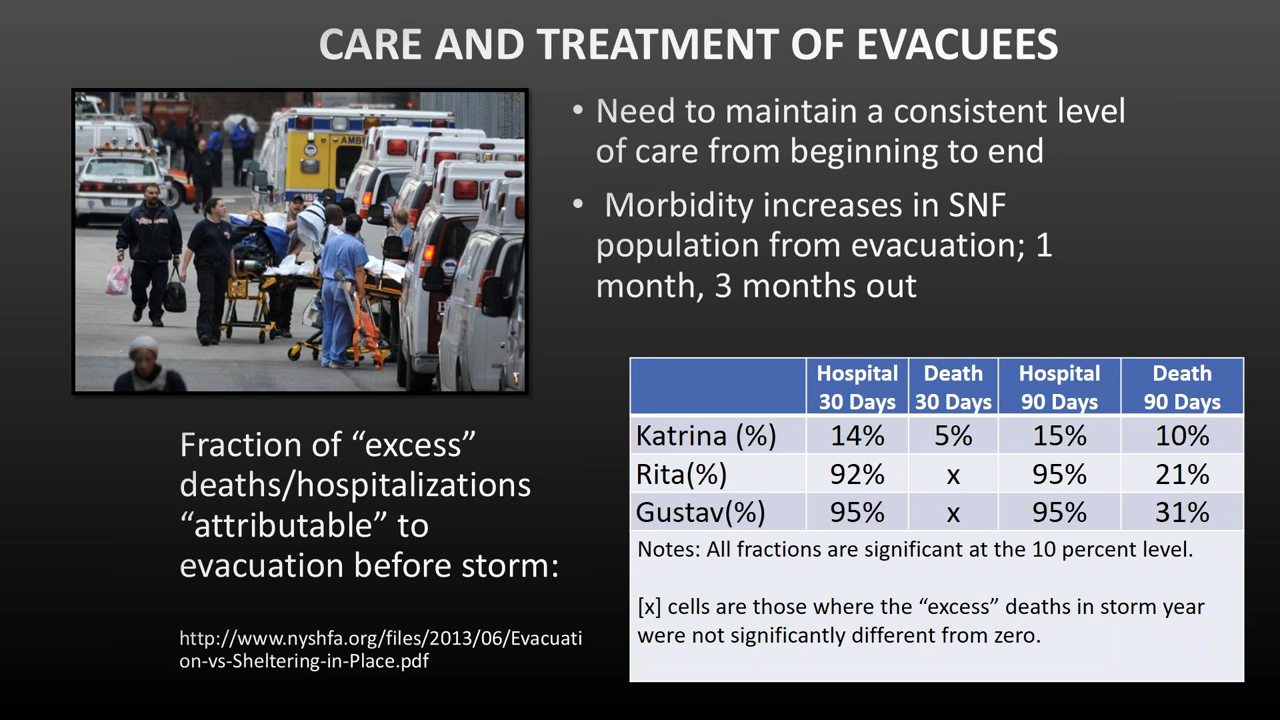 CARE AND TREATMENT OF EVACUEES
• Need to maintain a consistent level
of care from beginning to end
• Morbidity increases in SNF
population from evacuation; 1
month, 3 months out
AMBU
Fraction of “excess”
deaths/hospitalizations
“attributable” to
evacuation before storm:
http://www.nyshfa.org/files/2013/06/Evacuati
on-vs-Sheltering-in-Place.pdf
Hospital 30 Days Death 30 Days Hospital 90 Days Death 90 Days
Katrina (%) 14% 5% 15% 10%
Rita(%) 92% x 95% 21%
Gustav(%) 95% x 95% 31%
Notes: All fractions are significant at the 10 percent level.
[x] cells are those where the “excess” deaths in storm year
were not significantly different from zero.